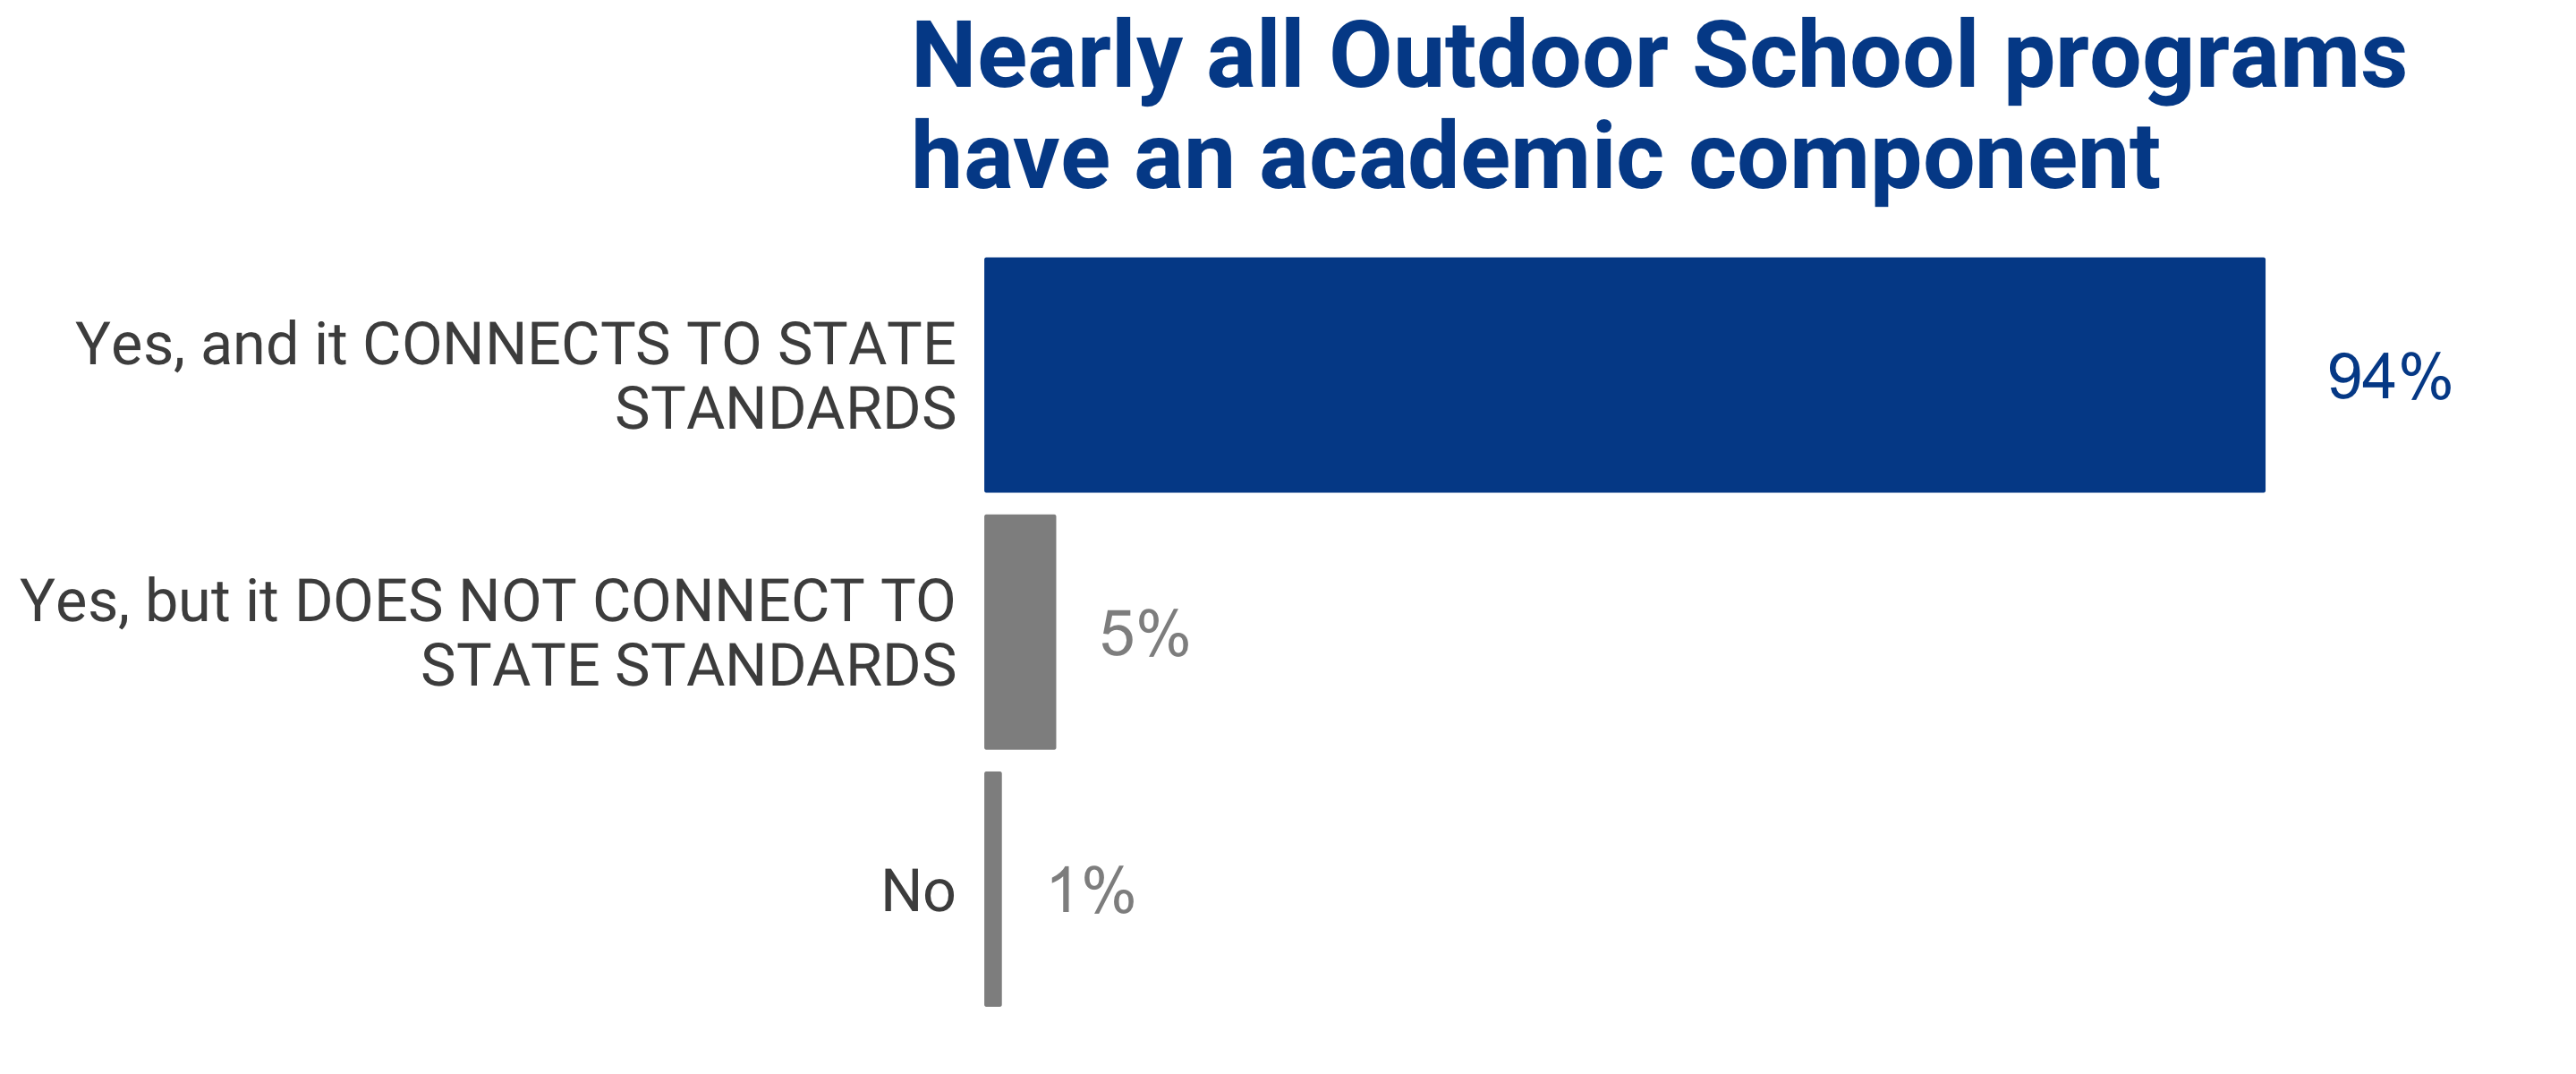 Nearly all Outdoor School programs
have an academic component
Yes, and it CONNECTS TO STATE
STANDARDS
94%
Yes, but it DOES NOT CONNECT TO
STATE STANDARDS
5%
No
1%